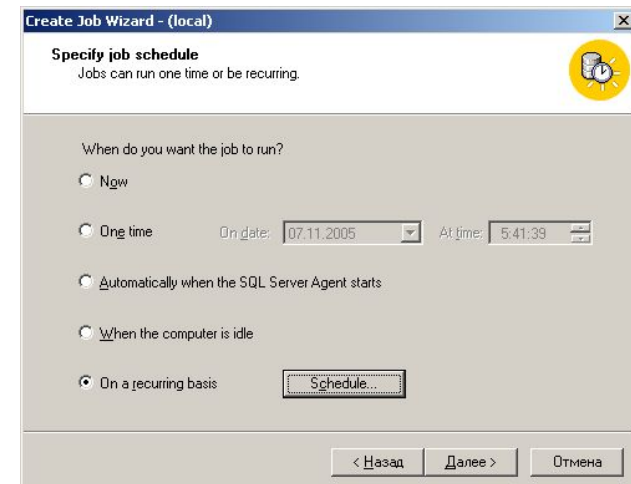 Create Job Wizard - (local)
Specify job schedule
Jobs can run one time or be recurring.
When do you want the job to run?
Now
One time On date: 07.11.2005 At time: 5:41:39
Automatically when the SQL Server Agent starts
When the computer is idle
On a recurring basis Schedule...
< Назад Далее > Отмена